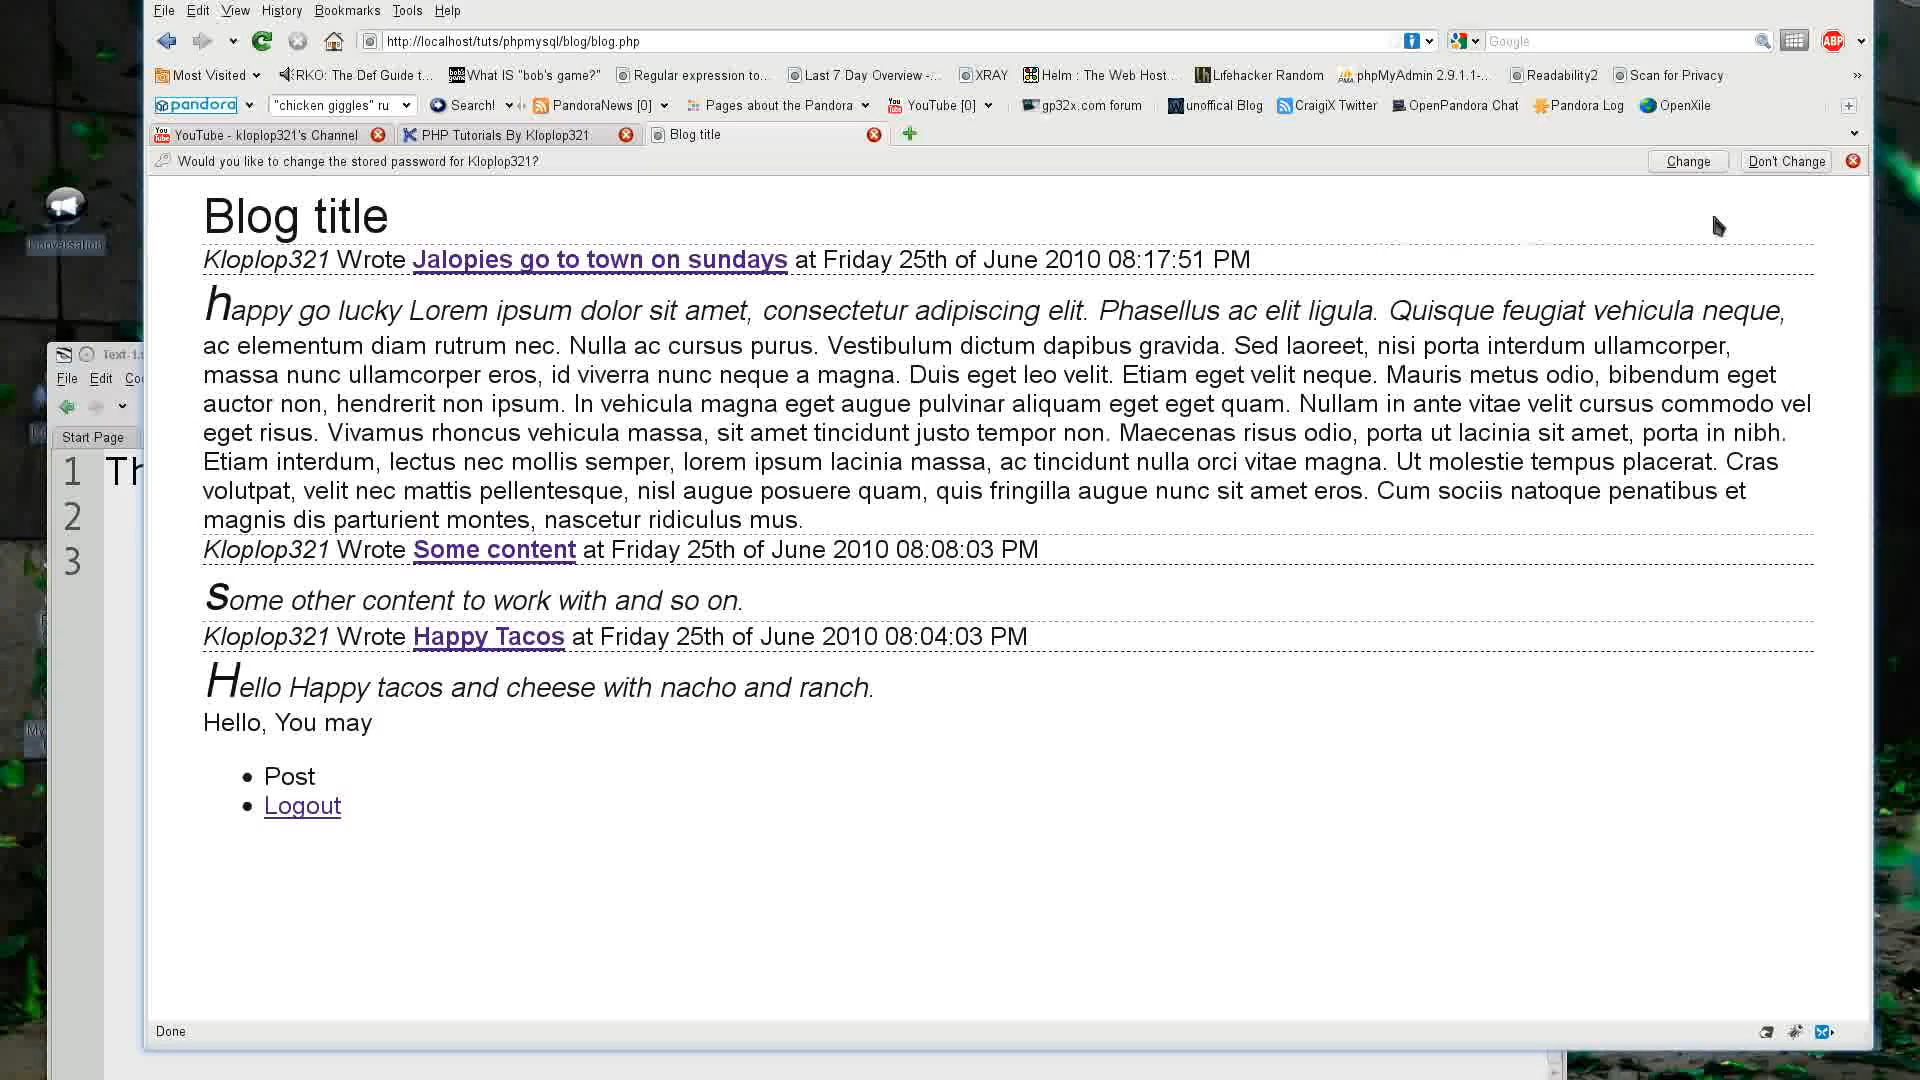 File Edit View History Bookmarks Tools Help
http://localhost/tuts/phpmysql/blog/blog.php
Google
ABP
Most Visited RKO: The Def Guide t... What IS "bob's game?" Regular expression to... Last 7 Day Overview -... XRAY Helm : The Web Host... Lifehacker Random phpMyAdmin 2.9.1.1-... Readability2 Scan for Privacy
pandora "chicken giggles" ru Search! PandoraNews [0] Pages about the Pandora YouTube [0] gp32x.com forum unoffical Blog CraigiX Twitter OpenPandora Chat Pandora Log OpenXile
YouTube - kloplop321's Channel PHP Tutorials By Kloplop321 Blog title
Would you like to change the stored password for Kloplop321? Change Don't Change
Blog title
Kloplop321 Wrote Jalopies go to town on sundays at Friday 25th of June 2010 08:17:51 PM
happy go lucky Lorem ipsum dolor sit amet, consectetur adipiscing elit. Phasellus ac elit ligula. Quisque feugiat vehicula neque,
ac elementum diam rutrum nec. Nulla ac cursus purus. Vestibulum dictum dapibus gravida. Sed laoreet, nisi porta interdum ullamcorper,
massa nunc ullamcorper eros, id viverra nunc neque a magna. Duis eget leo velit. Etiam eget velit neque. Mauris metus odio, bibendum eget
auctor non, hendrerit non ipsum. In vehicula magna eget augue pulvinar aliquam eget eget quam. Nullam in ante vitae velit cursus commodo vel
eget risus. Vivamus rhoncus vehicula massa, sit amet tincidunt justo tempor non. Maecenas risus odio, porta ut lacinia sit amet, porta in nibh.
Etiam interdum, lectus nec mollis semper, lorem ipsum lacinia massa, ac tincidunt nulla orci vitae magna. Ut molestie tempus placerat. Cras
volutpat, velit nec mattis pellentesque, nisl augue posuere quam, quis fringilla augue nunc sit amet eros. Cum sociis natoque penatibus et
magnis dis parturient montes, nascetur ridiculus mus.
Kloplop321 Wrote Some content at Friday 25th of June 2010 08:08:03 PM
Some other content to work with and so on.
Kloplop321 Wrote Happy Tacos at Friday 25th of June 2010 08:04:03 PM
Hello Happy tacos and cheese with nacho and ranch.
Hello, You may
Post
Logout
Done
File Edit
Start Page
1 Th
2
3